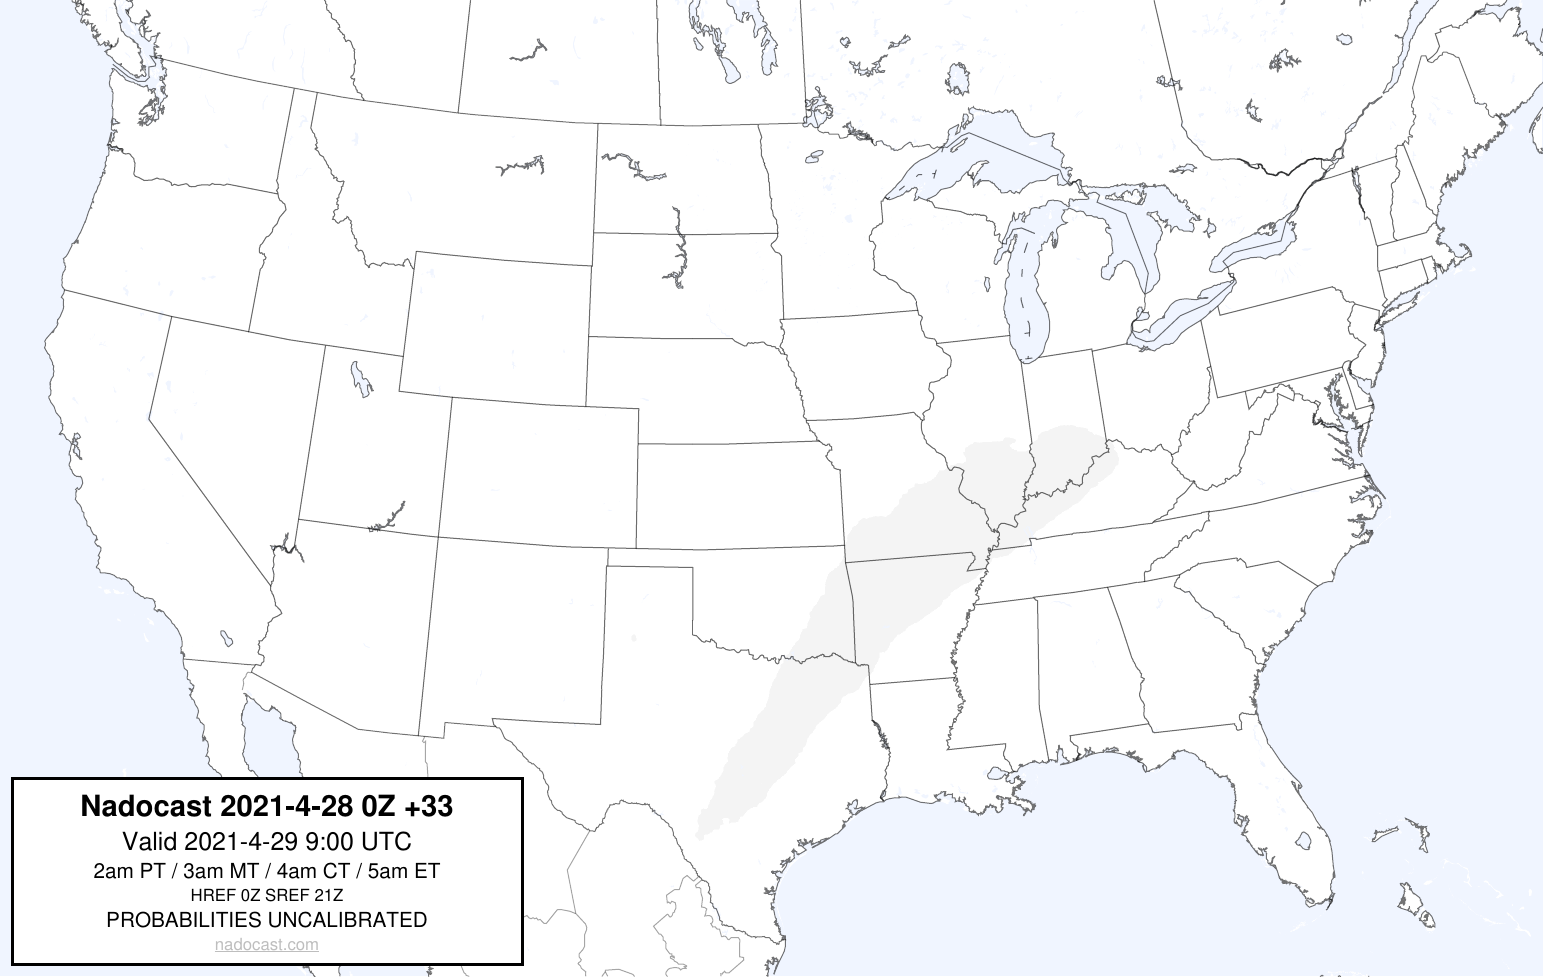 Nadocast 2021-4-28 0Z +33
Valid 2021-4-29 9:00 UTC
2am PT / 3am MT / 4am CT / 5am ET
HREF 0Z SREF 21Z
PROBABILITIES UNCALIBRATED
nadocast.com